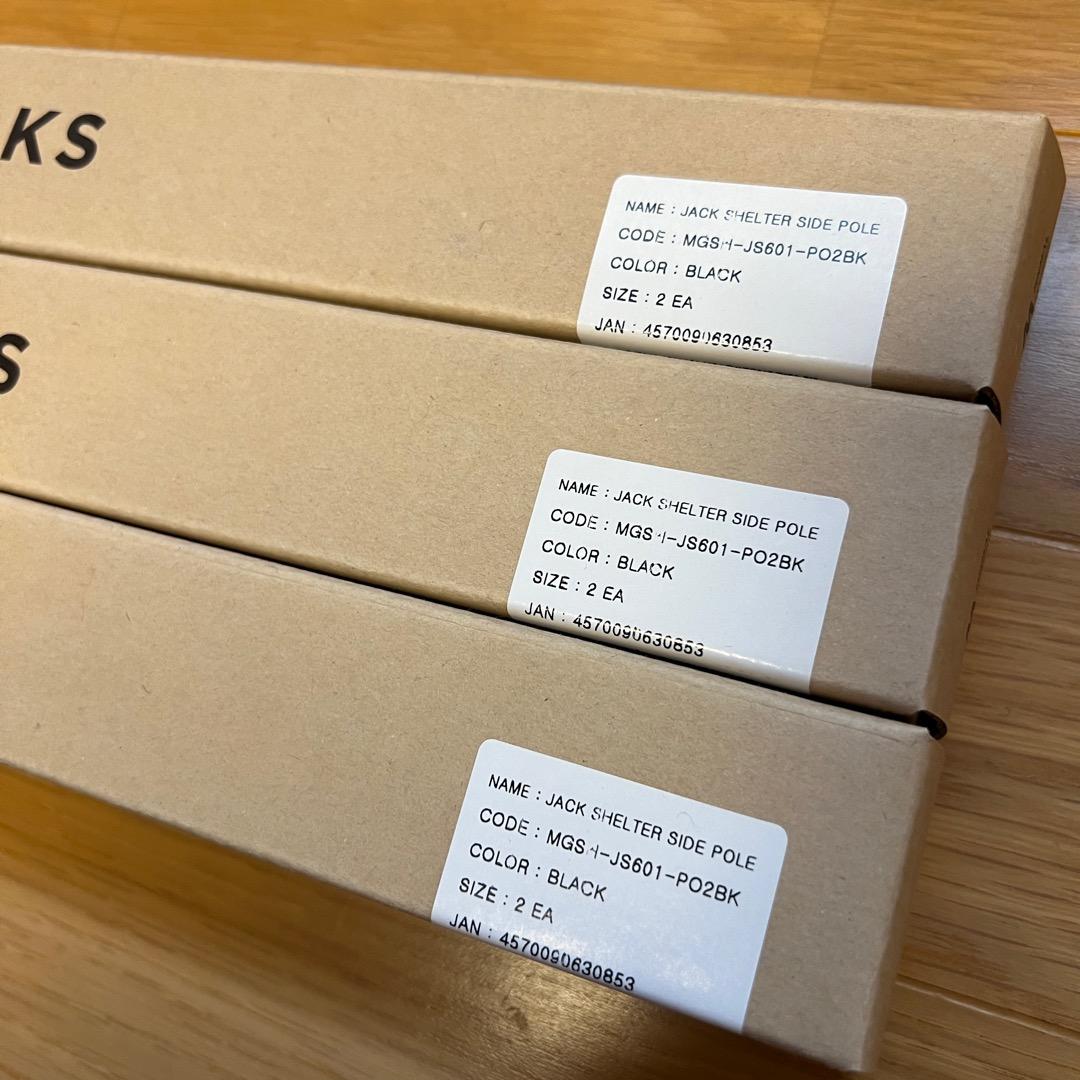 KS
NAME : JACK SHELTER SIDE POLE
CODE : MGSH-JS601-PO2BK
COLOR : BLACK
SIZE : 2 EA
JAN : 4570090630853
S
NAME : JACK SHELTER SIDE POLE
CODE : MGSH-JS601-PO2BK
COLOR : BLACK
SIZE : 2 EA
JAN : 4570090630853
NAME : JACK SHELTER SIDE POLE
CODE : MGSH-JS601-PO2BK
COLOR : BLACK
SIZE : 2 EA
JAN : 4570090630853